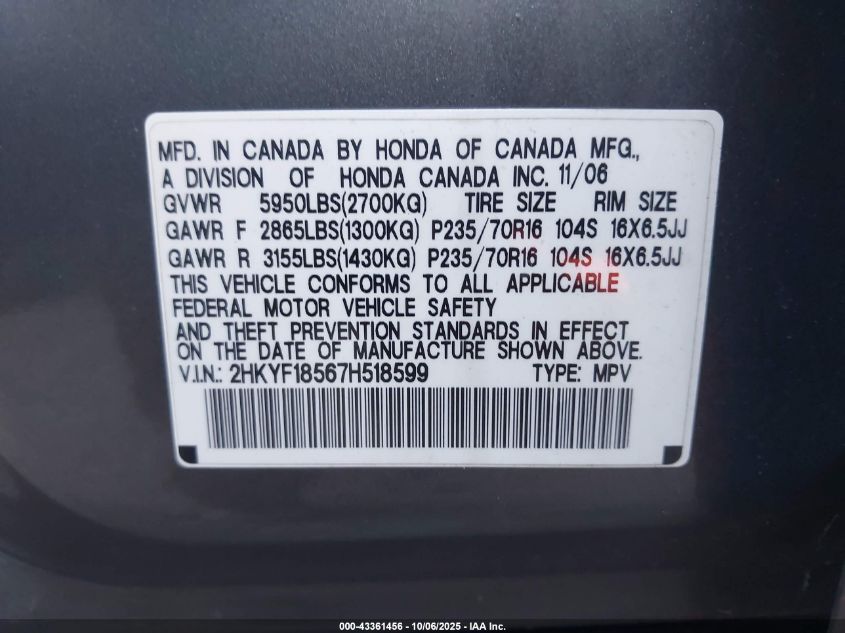 MFD. IN CANADA BY HONDA OF CANADA MFG.,
A DIVISION OF HONDA CANADA INC. 11/06
GVWR 5950LBS(2700KG) TIRE SIZE RIM SIZE
GAWR F 2865LBS(1300KG) P235/70R16 104S 16X6.5JJ
GAWR R 3155LBS(1430KG) P235/70R16 104S 16X6.5JJ
THIS VEHICLE CONFORMS TO ALL APPLICABLE
FEDERAL MOTOR VEHICLE SAFETY
AND THEFT PREVENTION STANDARDS IN EFFECT
ON THE DATE OF MANUFACTURE SHOWN ABOVE.
V.I.N.: 2HKYF18567H518599 TYPE: MPV
000-43361456 - 10/06/2025 - IAA Inc.